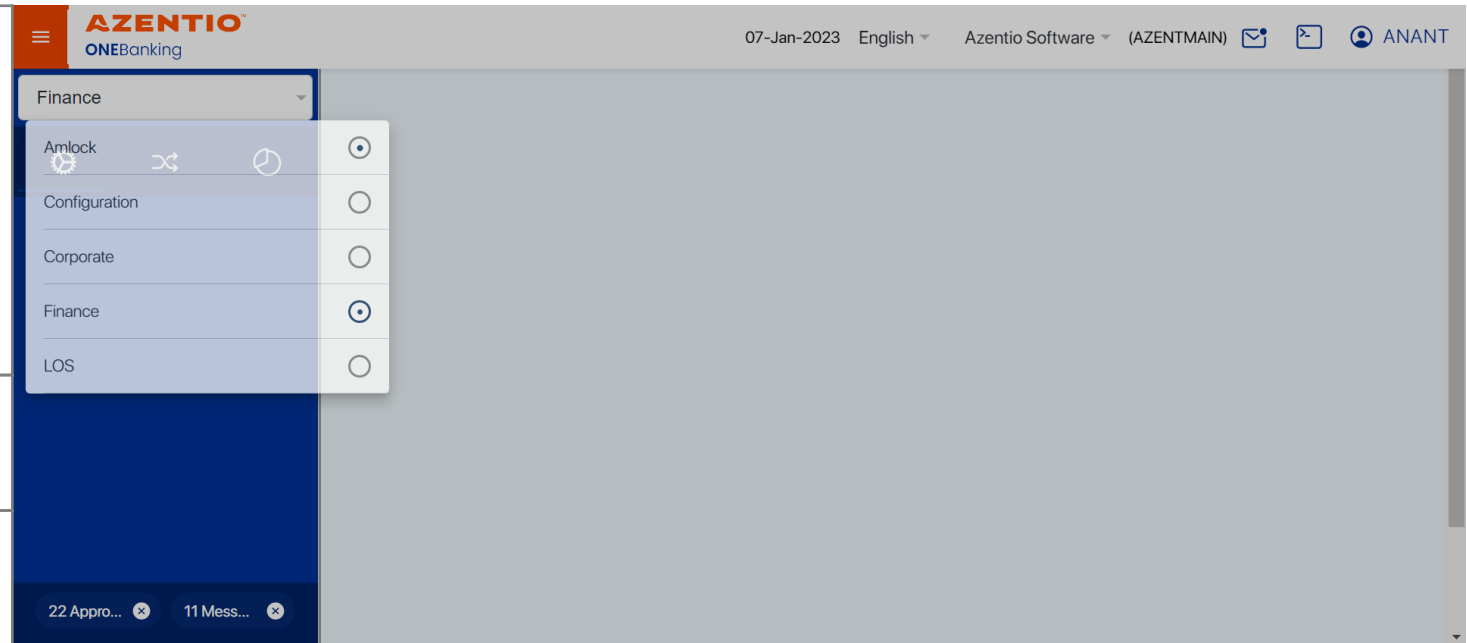 AZENTIO™
ONEBanking
07-Jan-2023 English Azentio Software (AZENTMAIN) ANANT
Finance
Amlock
Configuration
Corporate
Finance
LOS
22 Appro... 11 Mess...